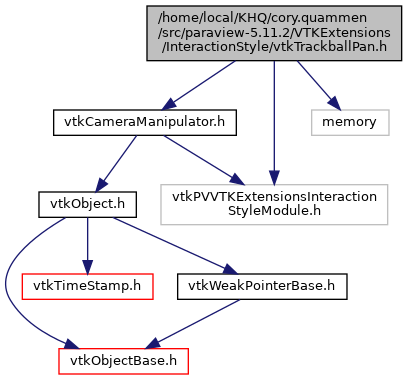 /home/local/KHQ/cory.quammen
/src/paraview-5.11.2/VTKExtensions
/InteractionStyle/vtkTrackballPan.h
vtkCameraManipulator.h
memory
vtkObject.h
vtkPVVTKExtensionsInteraction
StyleModule.h
vtkTimeStamp.h
vtkWeakPointerBase.h
vtkObjectBase.h